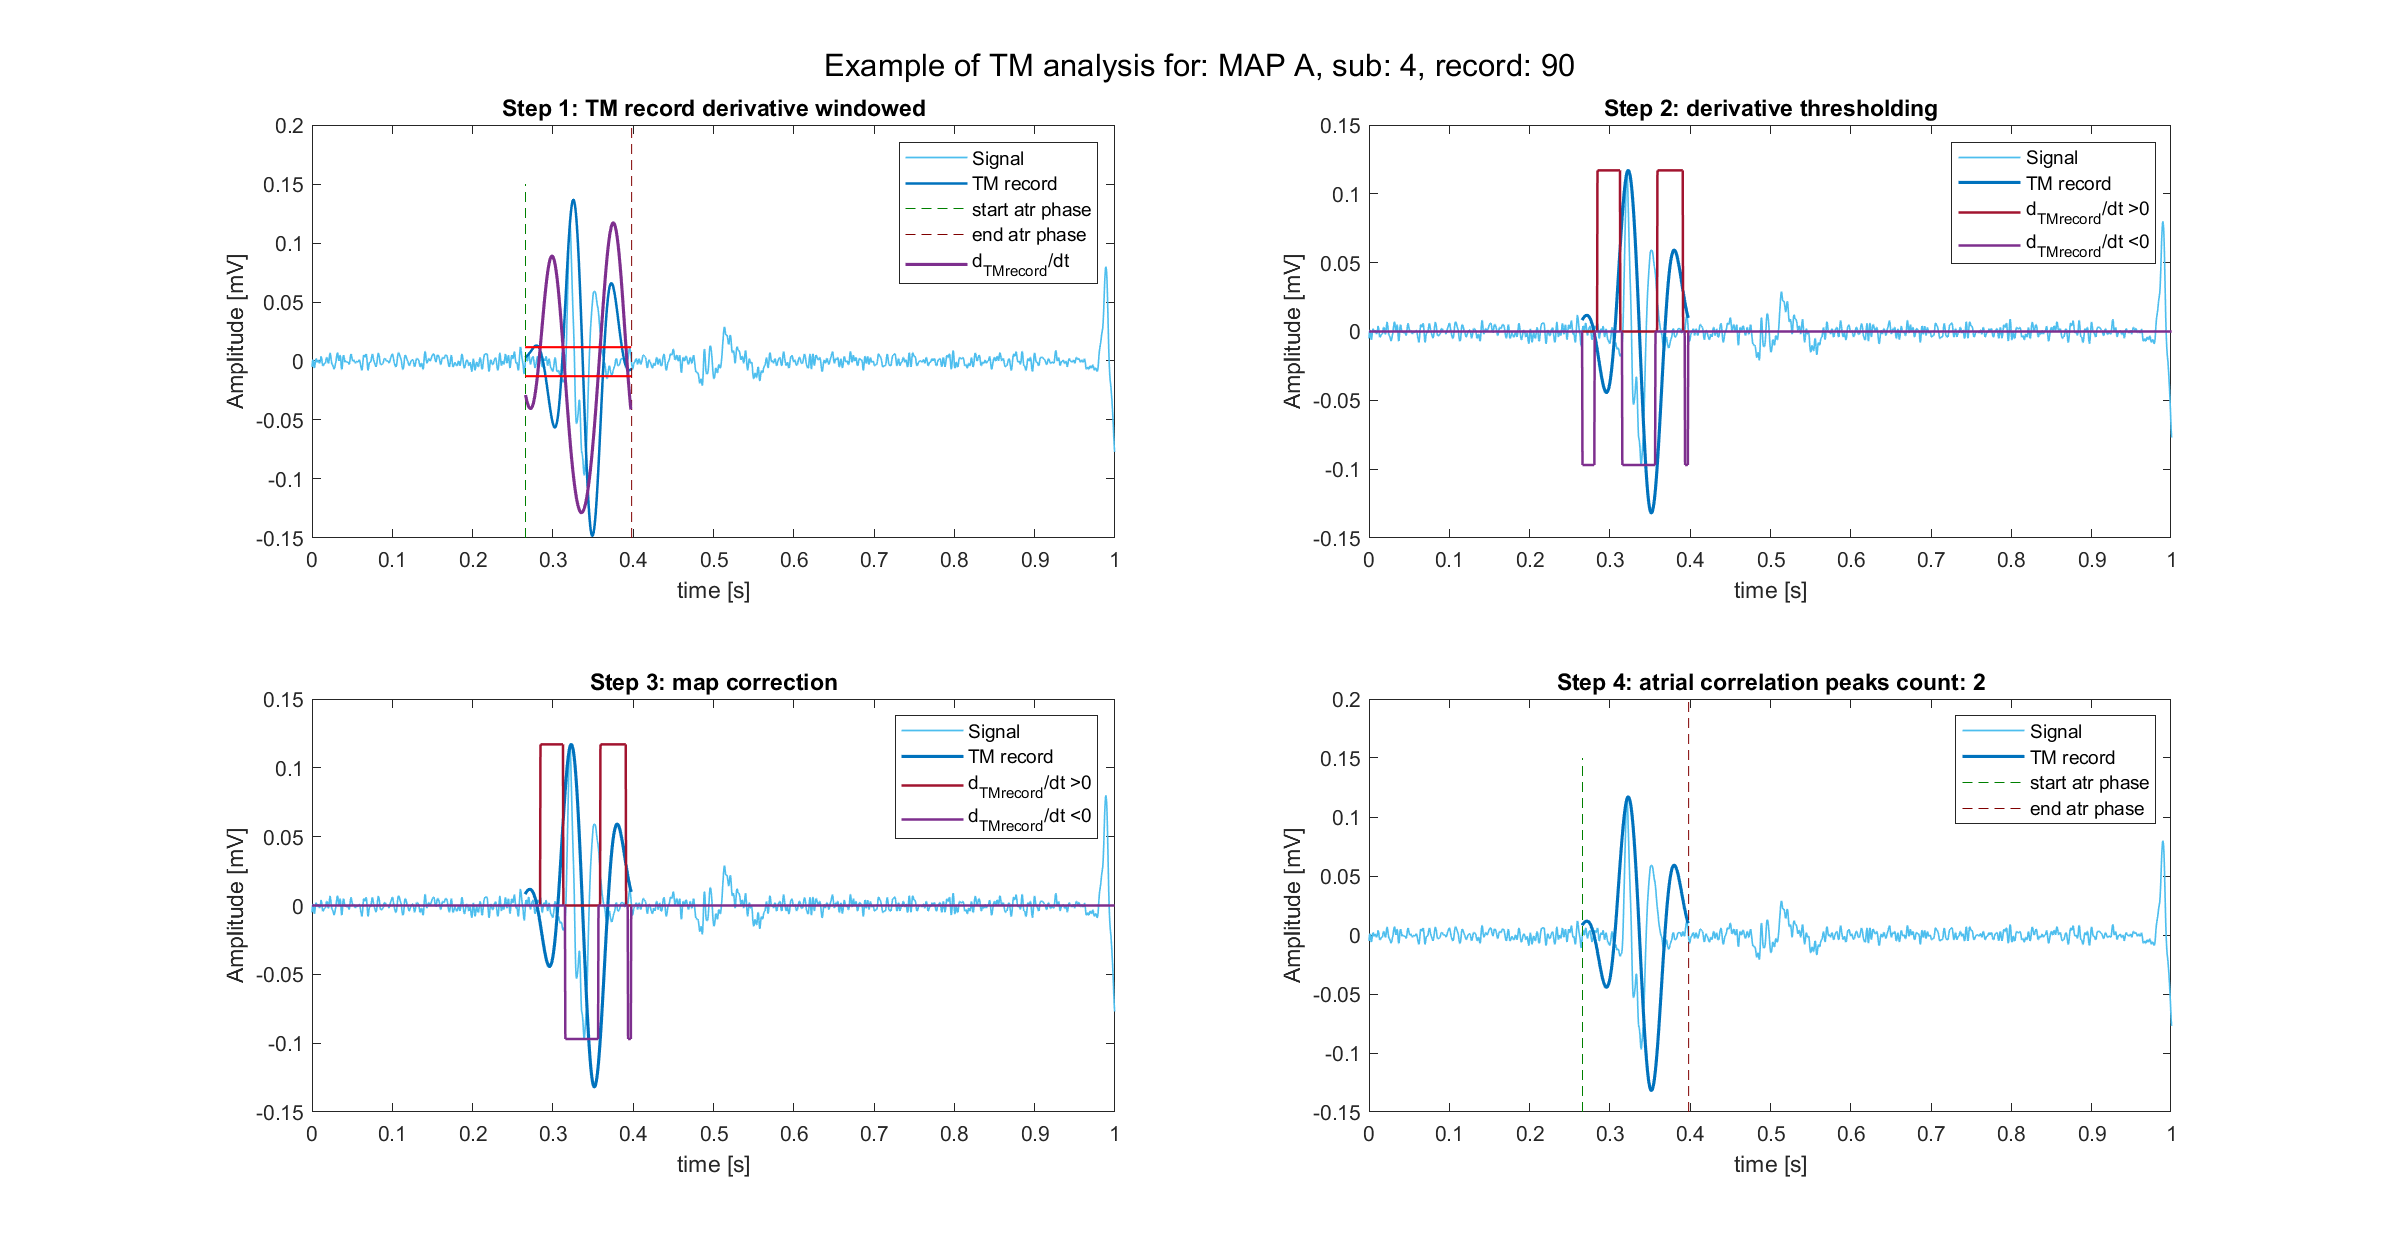 Example of TM analysis for: MAP A, sub: 4, record: 90
Step 1: TM record derivative windowed
0.2
0.15
0.1
0.05
0
-0.05
-0.1
-0.15
Amplitude [mV]
0 0.1 0.2 0.3 0.4 0.5 0.6 0.7 0.8 0.9 1
time [s]
Signal
TM record
start atr phase
end atr phase
dTMrecord/dt
Step 2: derivative thresholding
0.15
0.1
0.05
0
-0.05
-0.1
-0.15
Amplitude [mV]
0 0.1 0.2 0.3 0.4 0.5 0.6 0.7 0.8 0.9 1
time [s]
Signal
TM record
dTMrecord/dt >0
dTMrecord/dt <0
Step 3: map correction
0.15
0.1
0.05
0
-0.05
-0.1
-0.15
Amplitude [mV]
0 0.1 0.2 0.3 0.4 0.5 0.6 0.7 0.8 0.9 1
time [s]
Signal
TM record
dTMrecord/dt >0
dTMrecord/dt <0
Step 4: atrial correlation peaks count: 2
0.2
0.15
0.1
0.05
0
-0.05
-0.1
-0.15
Amplitude [mV]
0 0.1 0.2 0.3 0.4 0.5 0.6 0.7 0.8 0.9 1
time [s]
Signal
TM record
start atr phase
end atr phase